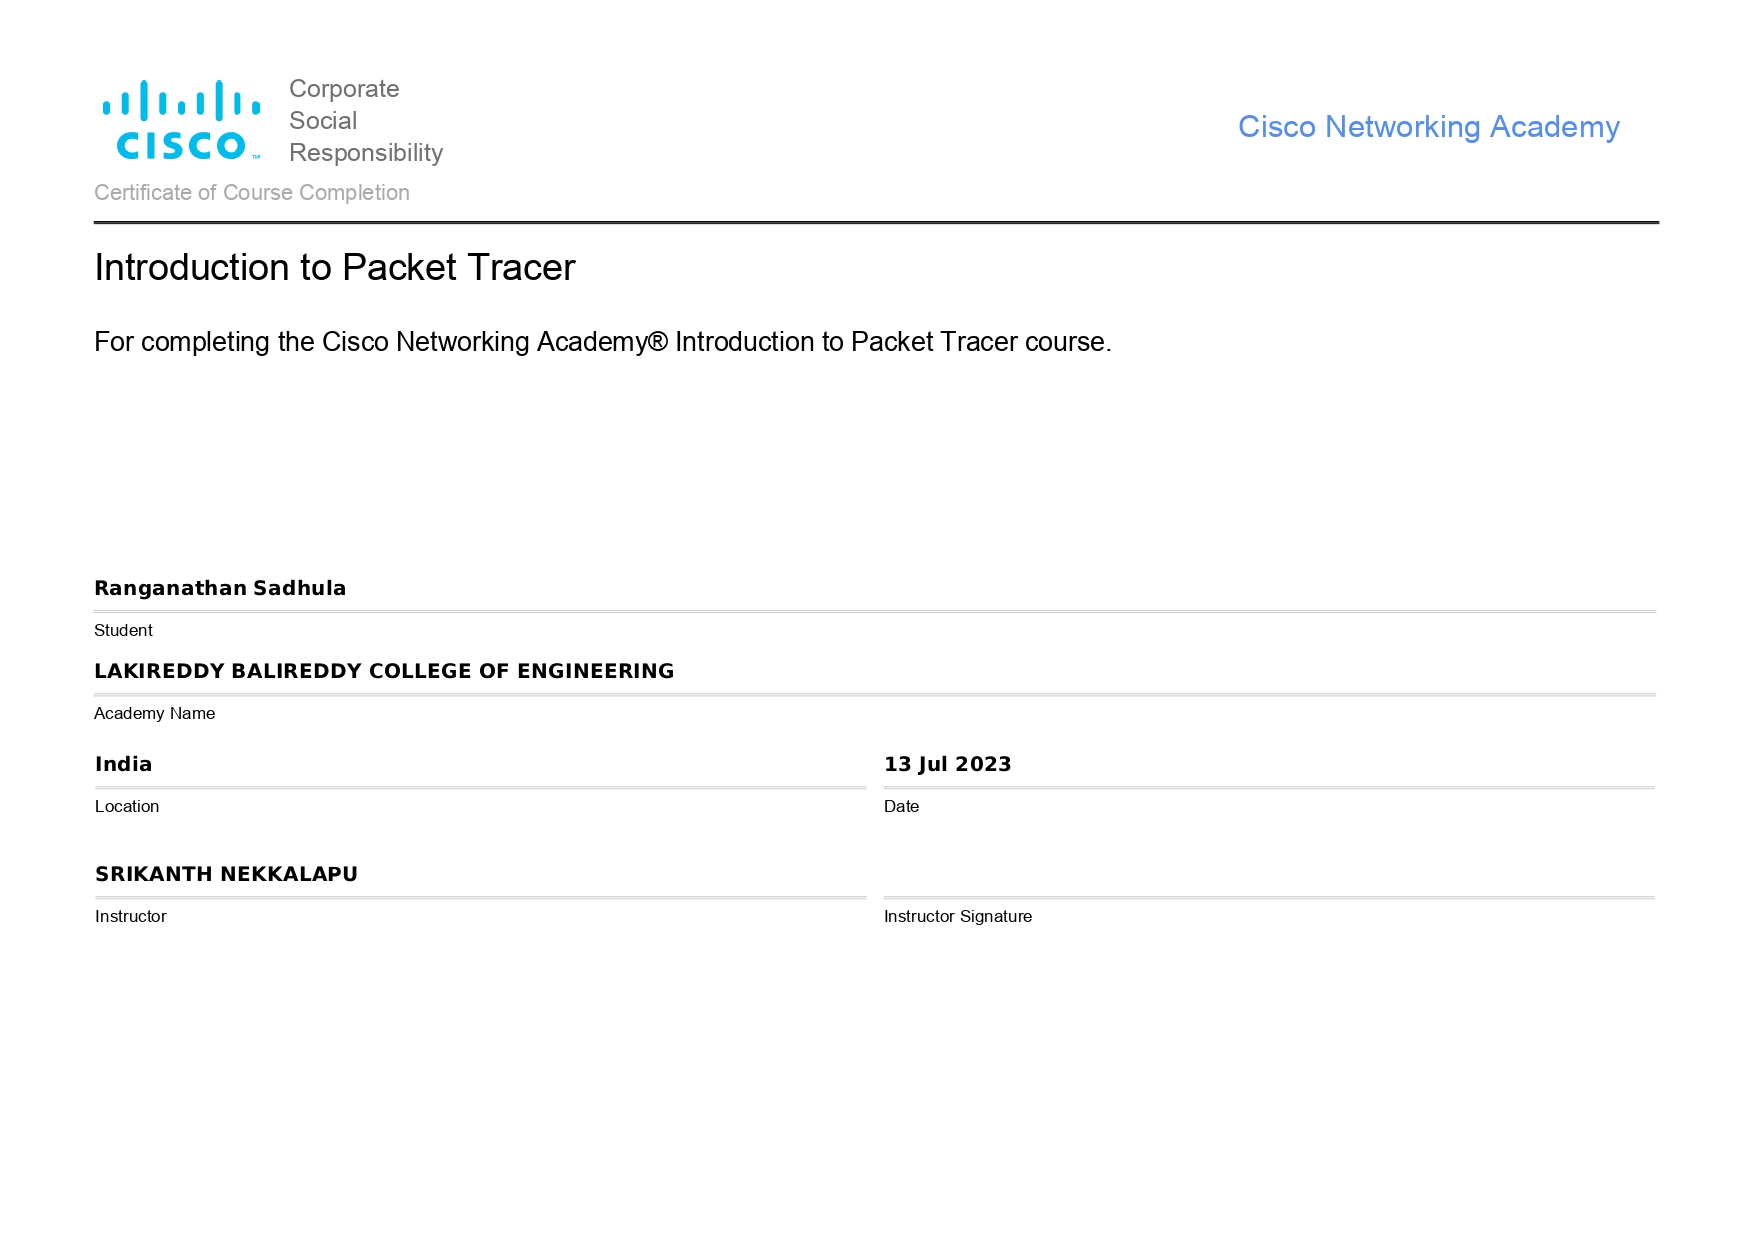 CISCO™
Corporate
Social
Responsibility
Cisco Networking Academy
Certificate of Course Completion
Introduction to Packet Tracer
For completing the Cisco Networking Academy® Introduction to Packet Tracer course.
Ranganathan Sadhula
Student
LAKIREDDY BALIREDDY COLLEGE OF ENGINEERING
Academy Name
India
Location
13 Jul 2023
Date
SRIKANTH NEKKALAPU
Instructor
Instructor Signature